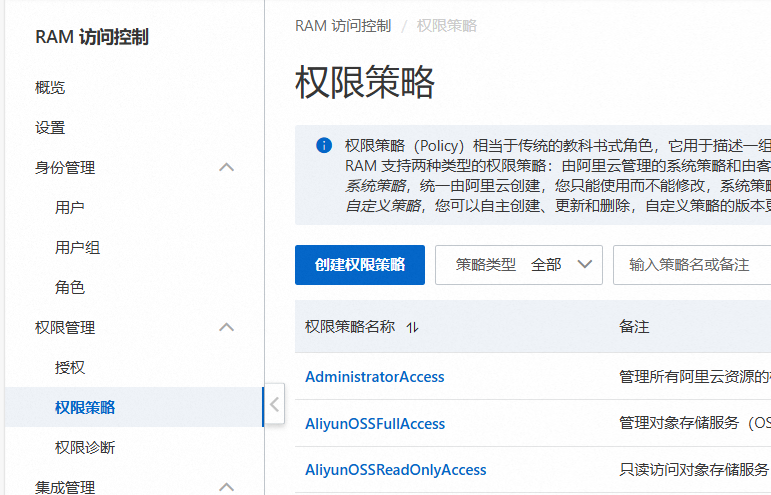 RAM 访问控制
概览
设置
身份管理
用户
用户组
角色
权限管理
授权
权限策略
权限诊断
集成管理
RAM 访问控制 / 权限策略
权限策略
权限策略（Policy）相当于传统的教科书式角色，它用于描述一组
RAM 支持两种类型的权限策略：由阿里云管理的系统策略和由客
系统策略，统一由阿里云创建，您只能使用而不能修改，系统策略
自定义策略，您可以自主创建、更新和删除，自定义策略的版本更
创建权限策略 策略类型 全部 输入策略名或备注
权限策略名称 备注
AdministratorAccess 管理所有阿里云资源的
AliyunOSSFullAccess 管理对象存储服务（OS
AliyunOSSReadOnlyAccess 只读访问对象存储服务